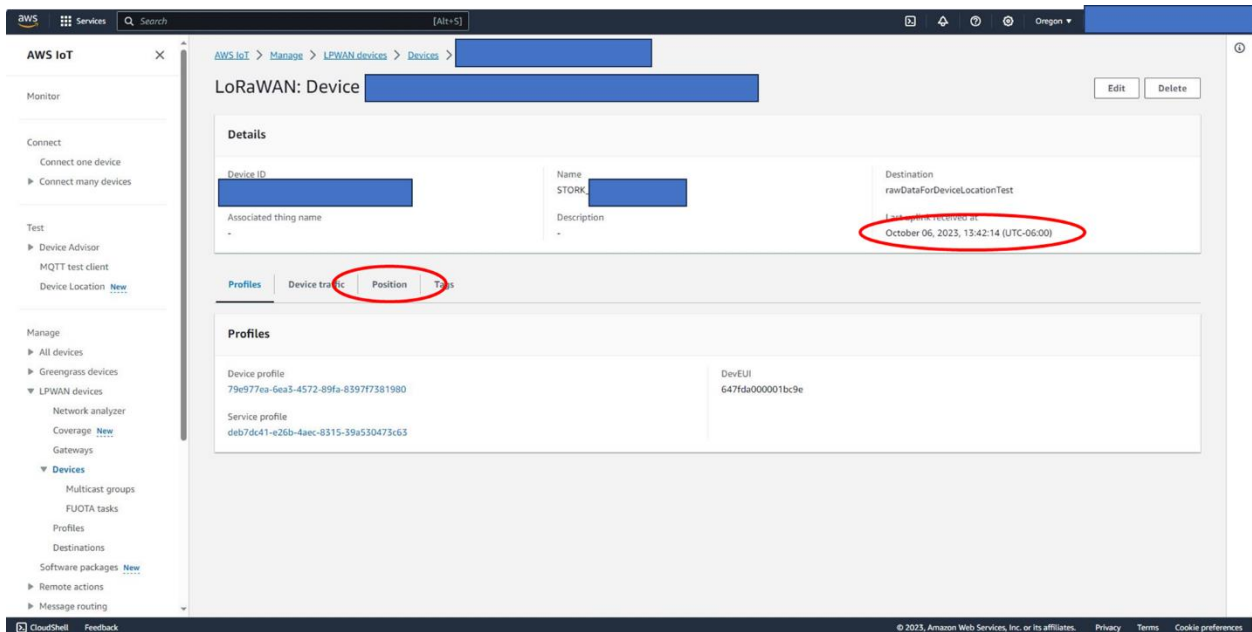 aws Services Search [Alt+S] Oregon
AWS IoT
Monitor
Connect
Connect one device
Connect many devices
Test
Device Advisor
MQTT test client
Device Location New
Manage
All devices
Greengrass devices
LPWAN devices
Network analyzer
Coverage New
Gateways
Devices
Multicast groups
FUOTA tasks
Profiles
Destinations
Software packages New
Remote actions
Message routing
AWS IoT > Manage > LPWAN devices > Devices >
LoRaWAN: Device
Edit Delete
Details
Device ID
Associated thing name
-
Name
STORK_
Description
-
Destination
rawDataForDeviceLocationTest
Last uplink received at
October 06, 2023, 13:42:14 (UTC-06:00)
Profiles Device traffic Position Tags
Profiles
Device profile
79e977ea-6ea3-4572-89fa-8397f7381980
Service profile
deb7dc41-e26b-4aec-8315-39a530473c63
DevEUI
647fda000001bc9e
CloudShell Feedback © 2023, Amazon Web Services, Inc. or its affiliates. Privacy Terms Cookie preferences